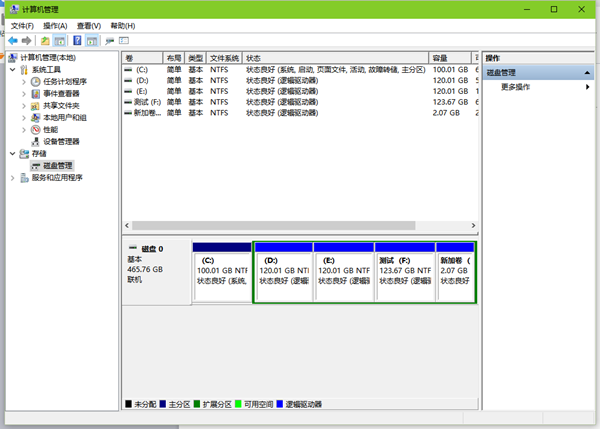 计算机管理
文件(F) 操作(A) 查看(V) 帮助(H)
计算机管理(本地)
系统工具
任务计划程序
事件查看器
共享文件夹
本地用户和组
性能
设备管理器
存储
磁盘管理
服务和应用程序
卷 布局 类型 文件系统 状态 容量
(C:) 简单 基本 NTFS 状态良好 (系统, 启动, 页面文件, 活动, 故障转储, 主分区) 100.01 GB 6
(D:) 简单 基本 NTFS 状态良好 (逻辑驱动器) 120.01 GB 5
(E:) 简单 基本 NTFS 状态良好 (逻辑驱动器) 120.01 GB 1
测试 (F:) 简单 基本 NTFS 状态良好 (逻辑驱动器) 123.67 GB 6
新加卷... 简单 基本 NTFS 状态良好 (逻辑驱动器) 2.07 GB 2
操作
磁盘管理
更多操作
磁盘 0
基本
465.76 GB
联机
(C:)
100.01 GB NTF
状态良好 (系统,
(D:)
120.01 GB NTF
状态良好 (逻辑驱
(E:)
120.01 GB NTF
状态良好 (逻辑驱
测试 (F:)
123.67 GB NTF
状态良好 (逻辑驱
新加卷 (
2.07 GB
状态良好
未分配 主分区 扩展分区 可用空间 逻辑驱动器